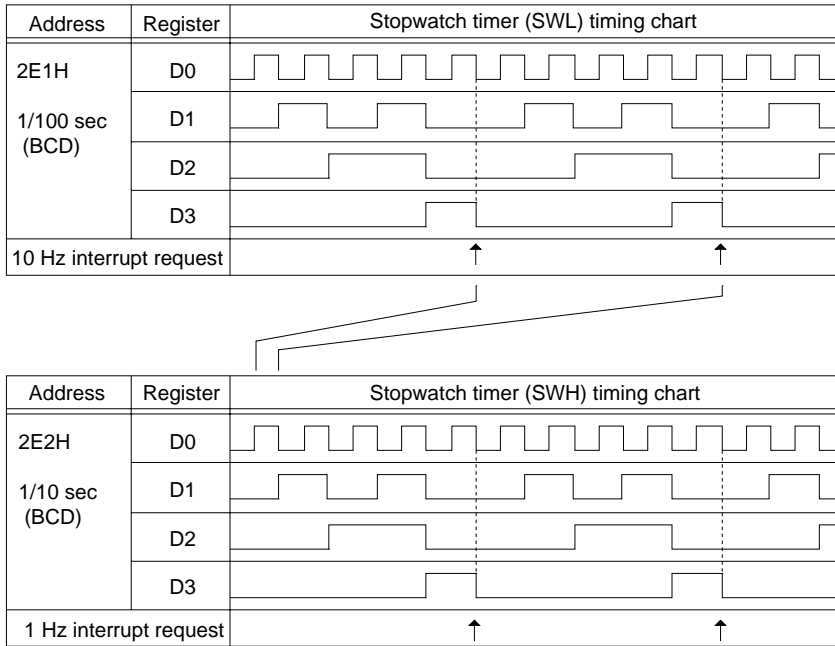 Address Register Stopwatch timer (SWL) timing chart
2E1H D0
1/100 sec D1
(BCD)
D2
D3
10 Hz interrupt request
Address Register Stopwatch timer (SWH) timing chart
2E2H D0
1/10 sec D1
(BCD)
D2
D3
1 Hz interrupt request